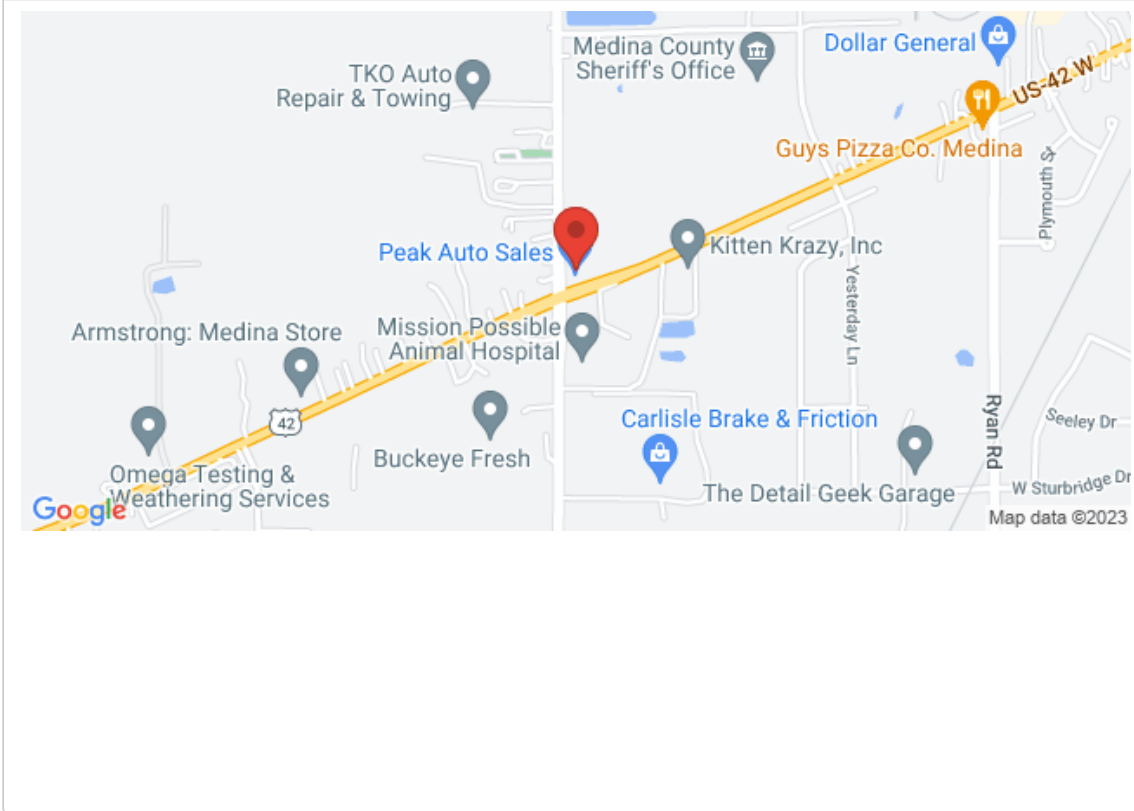 Medina County
Sheriff's Office
Dollar General
US-42 W
TKO Auto
Repair & Towing
Guys Pizza Co. Medina
Plymouth St
Peak Auto Sales
Kitten Krazy, Inc
Yesterday Ln
Armstrong: Medina Store
Mission Possible
Animal Hospital
42
Carlisle Brake & Friction
Ryan Rd
Seeley Dr
Buckeye Fresh
Omega Testing &
Weathering Services
The Detail Geek Garage
W Sturbridge Dr
Google
Map data ©2023